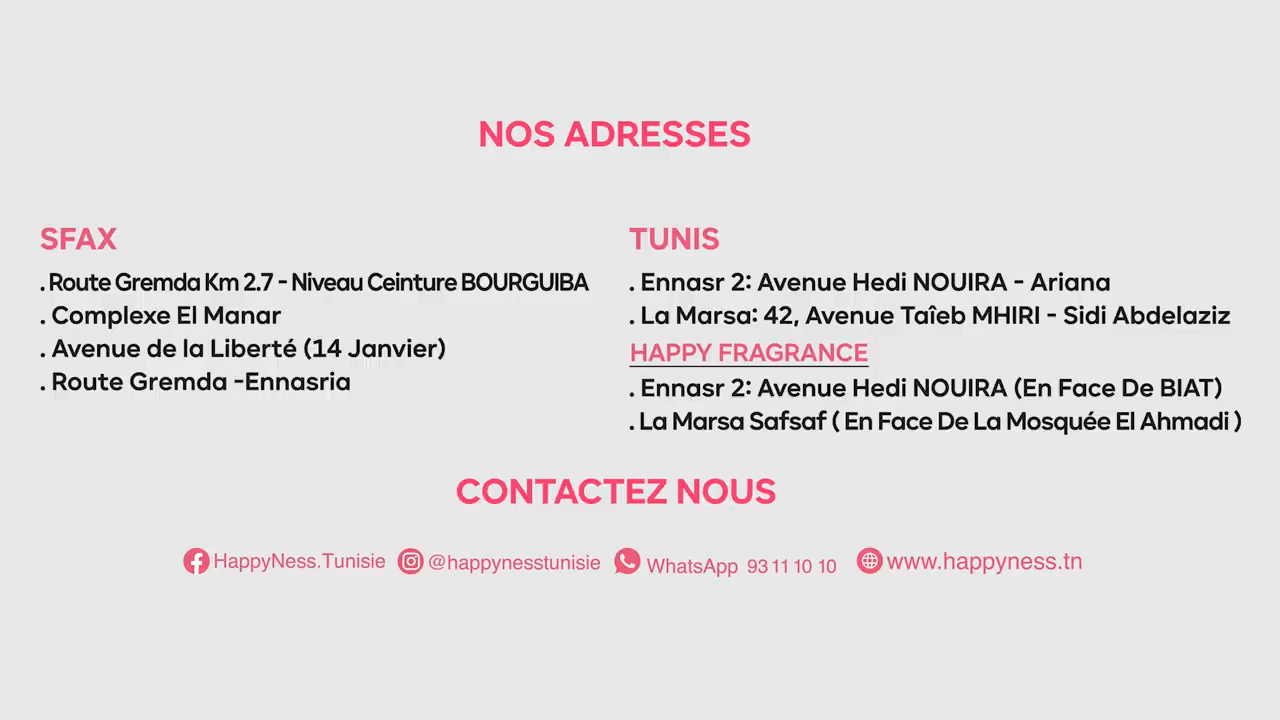 NOS ADRESSES
SFAX
. Route Gremda Km 2.7 - Niveau Ceinture BOURGUIBA
. Complexe El Manar
. Avenue de la Liberté (14 Janvier)
. Route Gremda -Ennasria
TUNIS
. Ennasr 2: Avenue Hedi NOUIRA - Ariana
. La Marsa: 42, Avenue Taîeb MHIRI - Sidi Abdelaziz
HAPPY FRAGRANCE
. Ennasr 2: Avenue Hedi NOUIRA (En Face De BIAT)
. La Marsa Safsaf ( En Face De La Mosquée El Ahmadi )
CONTACTEZ NOUS
HappyNess.Tunisie @happynesstunisie WhatsApp 93 11 10 10 www.happyness.tn